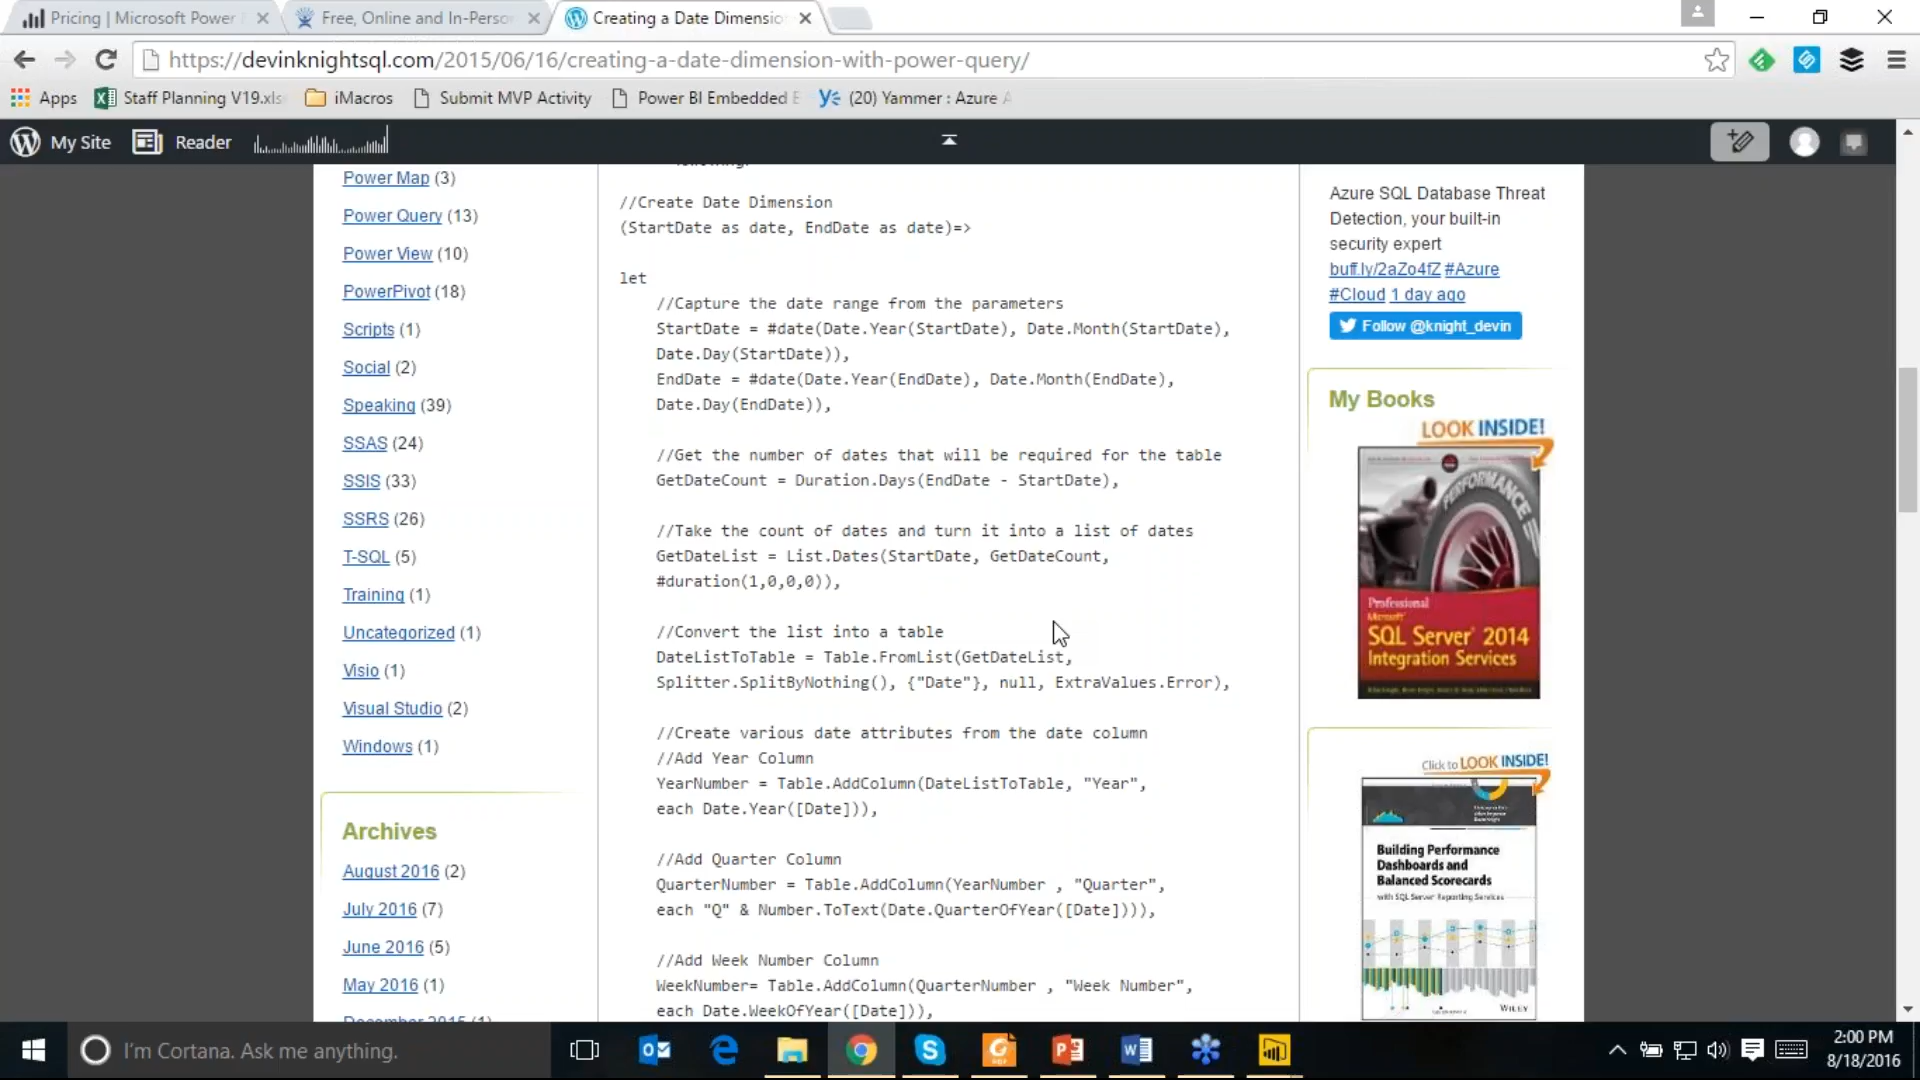 Pricing | Microsoft Power
Free, Online and In-Perso
Creating a Date Dimensio
https://devinknightsql.com/2015/06/16/creating-a-date-dimension-with-power-query/
Apps
Staff Planning V19.xls
iMacros
Submit MVP Activity
Power BI Embedded
(20) Yammer : Azure A
My Site
Reader
Power Map (3)
Power Query (13)
Power View (10)
PowerPivot (18)
Scripts (1)
Social (2)
Speaking (39)
SSAS (24)
SSIS (33)
SSRS (26)
T-SQL (5)
Training (1)
Uncategorized (1)
Visio (1)
Visual Studio (2)
Windows (1)
Archives
August 2016 (2)
July 2016 (7)
June 2016 (5)
May 2016 (1)
December 2015 (1)
following:
//Create Date Dimension
(StartDate as date, EndDate as date)=>
let
//Capture the date range from the parameters
StartDate = #date(Date.Year(StartDate), Date.Month(StartDate),
Date.Day(StartDate)),
EndDate = #date(Date.Year(EndDate), Date.Month(EndDate),
Date.Day(EndDate)),
//Get the number of dates that will be required for the table
GetDateCount = Duration.Days(EndDate - StartDate),
//Take the count of dates and turn it into a list of dates
GetDateList = List.Dates(StartDate, GetDateCount,
#duration(1,0,0,0)),
//Convert the list into a table
DateListToTable = Table.FromList(GetDateList,
Splitter.SplitByNothing(), {"Date"}, null, ExtraValues.Error),
//Create various date attributes from the date column
//Add Year Column
YearNumber = Table.AddColumn(DateListToTable, "Year",
each Date.Year([Date])),
//Add Quarter Column
QuarterNumber = Table.AddColumn(YearNumber , "Quarter",
each "Q" & Number.ToText(Date.QuarterOfYear([Date]))),
//Add Week Number Column
WeekNumber= Table.AddColumn(QuarterNumber , "Week Number",
each Date.WeekOfYear([Date])),
Azure SQL Database Threat
Detection, your built-in
security expert
buff.ly/2aZo4fZ #Azure
#Cloud 1 day ago
Follow @knight_devin
My Books
LOOK INSIDE!
PERFORMANCE
Professional
Microsoft
SQL Server 2014
Integration Services
Click to LOOK INSIDE!
Building Performance
Dashboards and
Balanced Scorecards
with SQL Server Reporting Services
WILEY
I'm Cortana. Ask me anything.
2:00 PM
8/18/2016